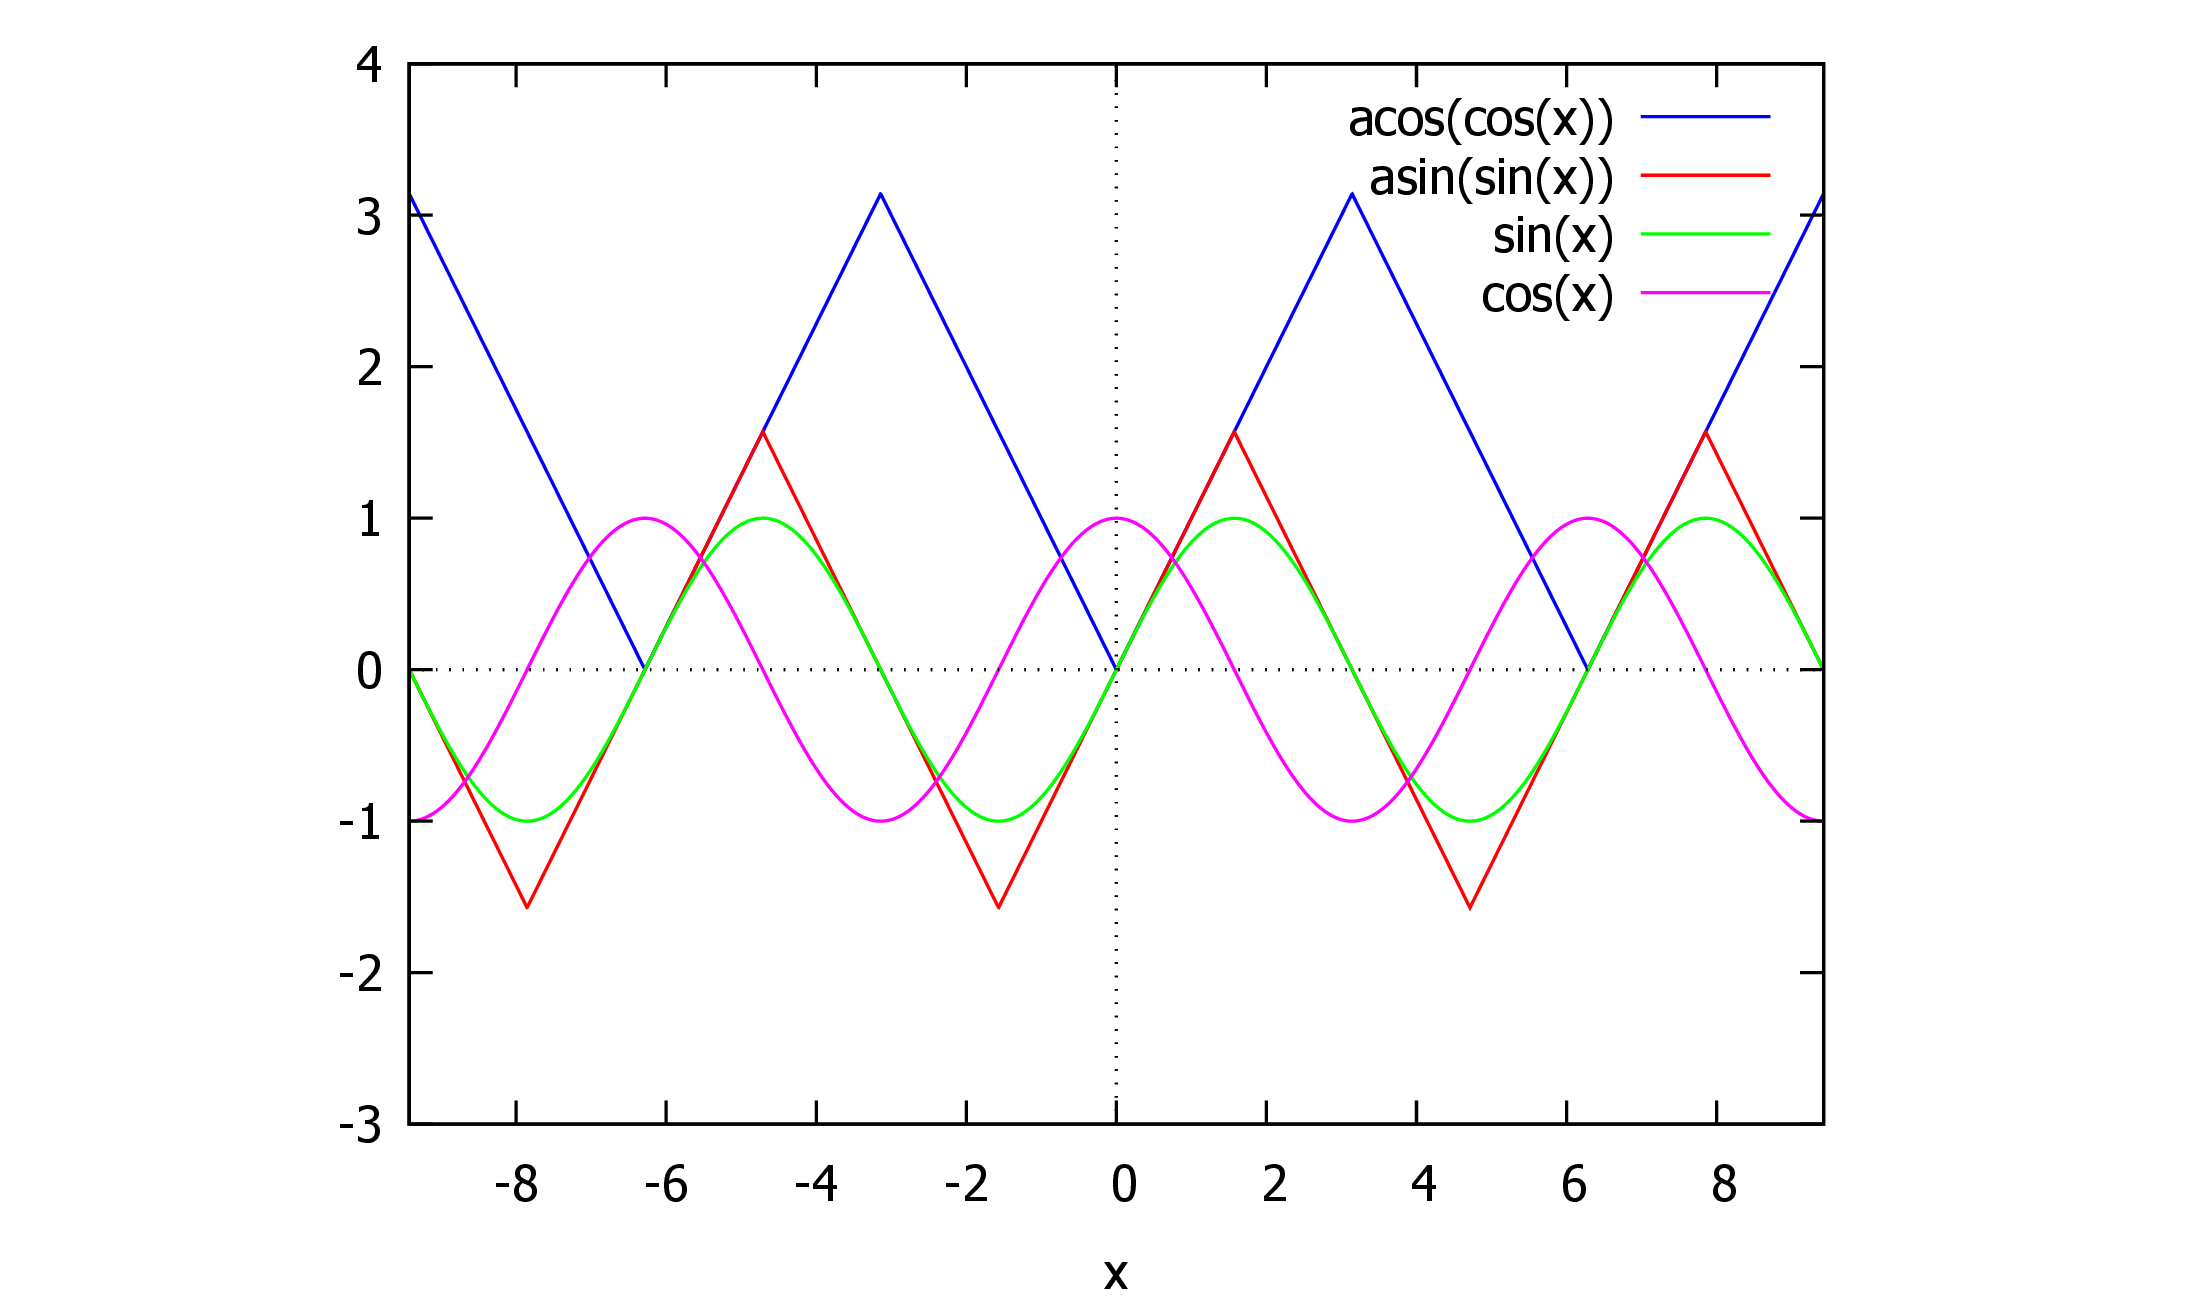 4
acos(cos(x))
asin(sin(x))
3
sin(x)
cos(x)
2
1
0
-1
-2
-3
-8 -6 -4 -2 0 2 4 6 8
x